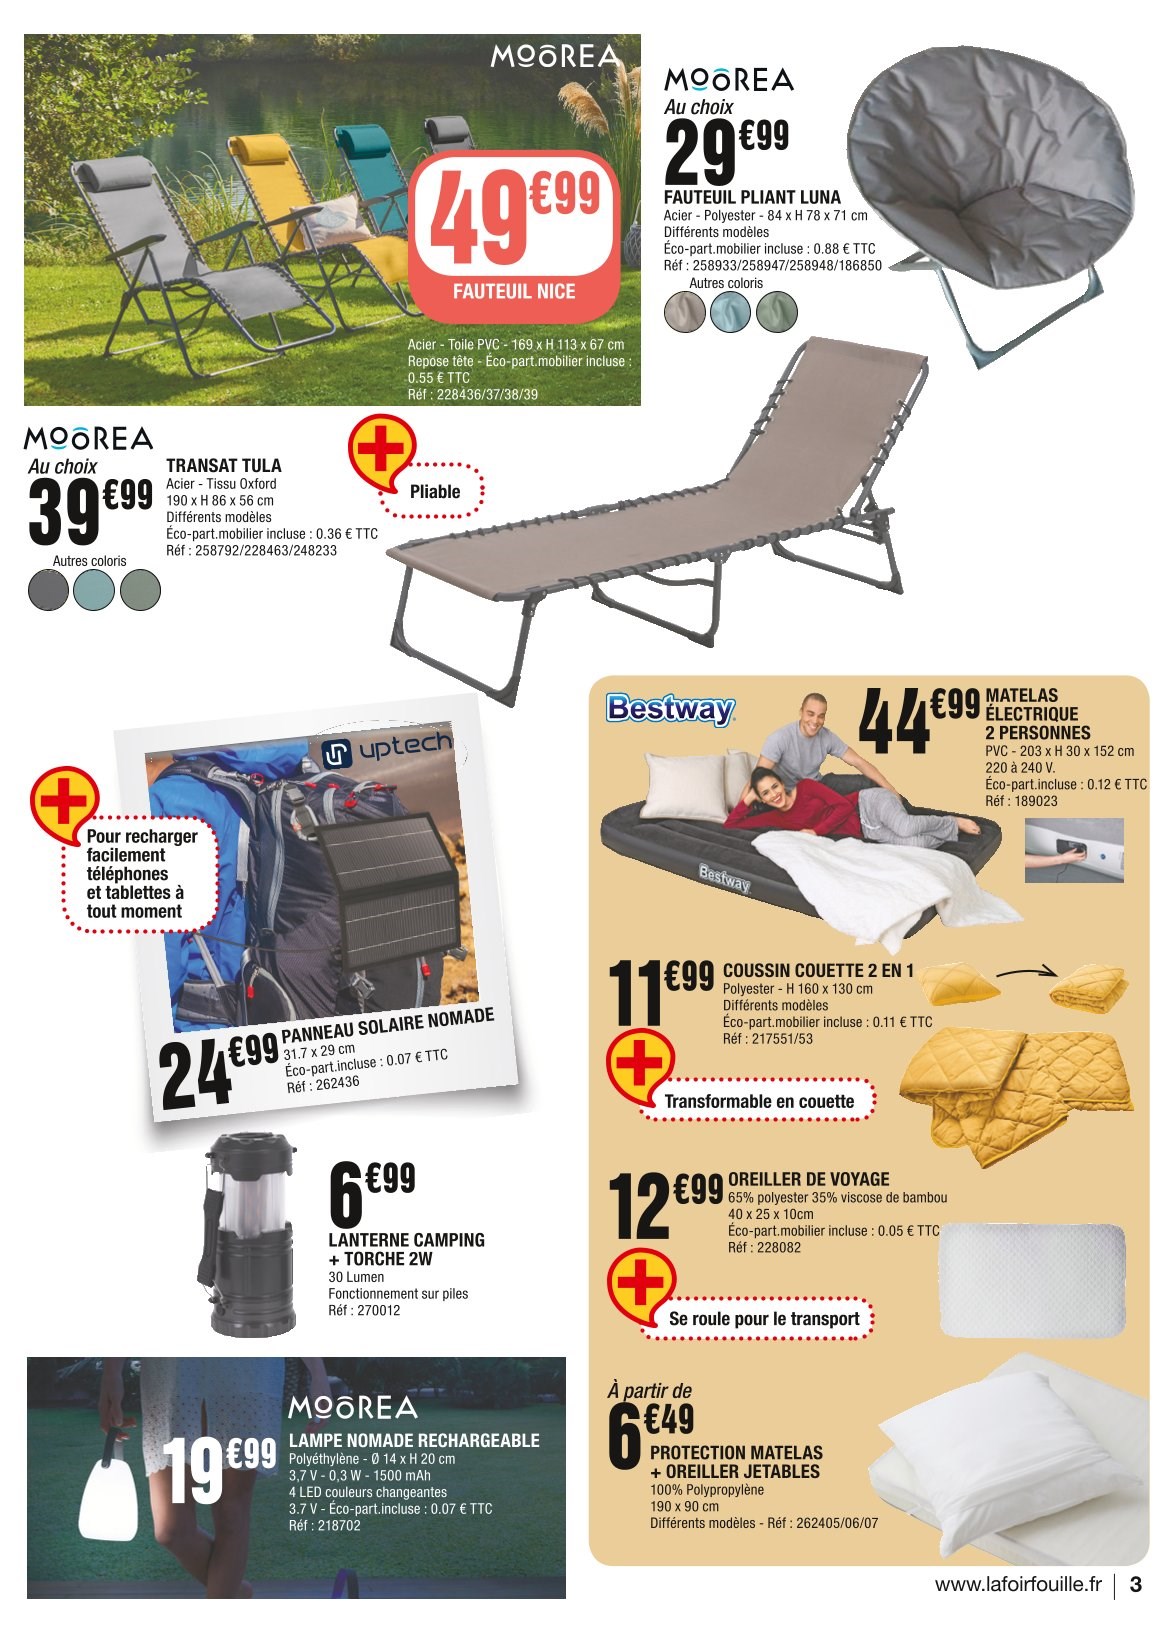 MOOREA
49€99
FAUTEUIL NICE
Acier - Toile PVC - 169 x H 113 x 67 cm
Repose tête - Éco-part.mobilier incluse :
0.55 € TTC
Réf : 228436/37/38/39
MOOREA
Au choix
29€99
FAUTEUIL PLIANT LUNA
Acier - Polyester - 84 x H 78 x 71 cm
Différents modèles
Éco-part.mobilier incluse : 0.88 € TTC
Réf : 258933/258947/258948/186850
Autres coloris
MOOREA
Au choix
39€99
Autres coloris
TRANSAT TULA
Acier - Tissu Oxford
190 x H 86 x 56 cm
Différents modèles
Éco-part.mobilier incluse : 0.36 € TTC
Réf : 258792/228463/248233
Pliable
uptech
Pour recharger
facilement
téléphones
et tablettes à
tout moment
24€99
PANNEAU SOLAIRE NOMADE
31.7 x 29 cm
Éco-part.incluse : 0.07 € TTC
Réf : 262436
6€99
LANTERNE CAMPING
+ TORCHE 2W
30 Lumen
Fonctionnement sur piles
Réf : 270012
MOOREA
19€99
LAMPE NOMADE RECHARGEABLE
Polyéthylène - Ø 14 x H 20 cm
3,7 V - 0,3 W - 1500 mAh
4 LED couleurs changeantes
3.7 V - Éco-part.incluse : 0.07 € TTC
Réf : 218702
Bestway
44€99
MATELAS
ÉLECTRIQUE
2 PERSONNES
PVC - 203 x H 30 x 152 cm
220 à 240 V.
Éco-part.incluse : 0.12 € TTC
Réf : 189023
Bestway
11€99
COUSSIN COUETTE 2 EN 1
Polyester - H 160 x 130 cm
Différents modèles
Éco-part.mobilier incluse : 0.11 € TTC
Réf : 217551/53
Transformable en couette
12€99
OREILLER DE VOYAGE
65% polyester 35% viscose de bambou
40 x 25 x 10cm
Éco-part.mobilier incluse : 0.05 € TTC
Réf : 228082
Se roule pour le transport
À partir de
6€49
PROTECTION MATELAS
+ OREILLER JETABLES
100% Polypropylène
190 x 90 cm
Différents modèles - Réf : 262405/06/07
www.lafoirfouille.fr | 3